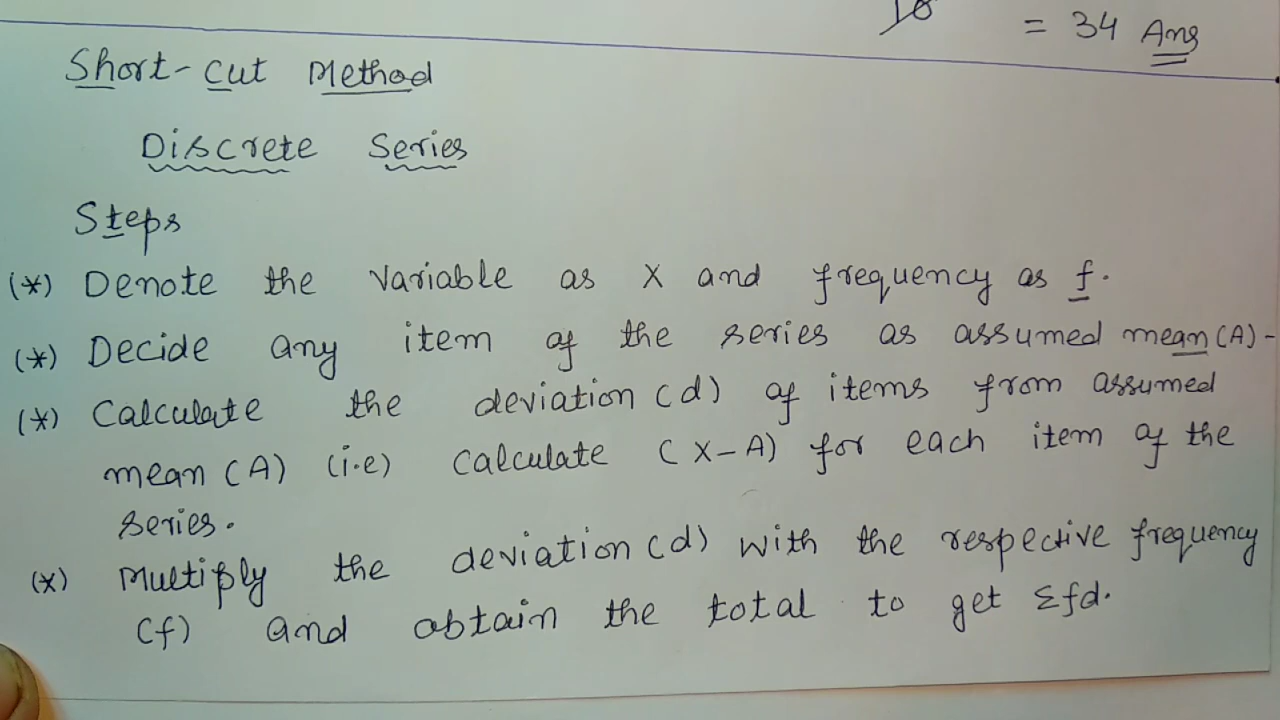 = 34 Ans
Short-cut Method
Discrete Series
Steps
(*) Denote the Variable as X and frequency as f.
(*) Decide any item of the series as assumed mean (A) -
(*) Calculate the deviation (d) of items from assumed
mean (A) (i.e) calculate (X-A) for each item of the
series.
(*) Multiply the deviation (d) with the respective frequency
(f) and obtain the total to get Σfd.